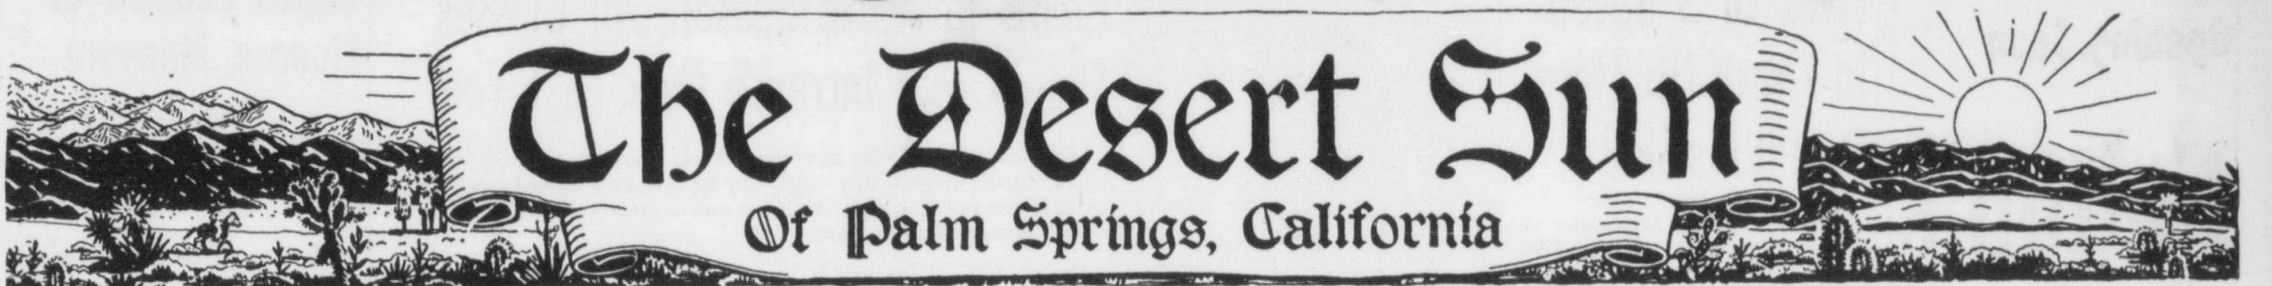 The Desert Sun
Of Palm Springs, California